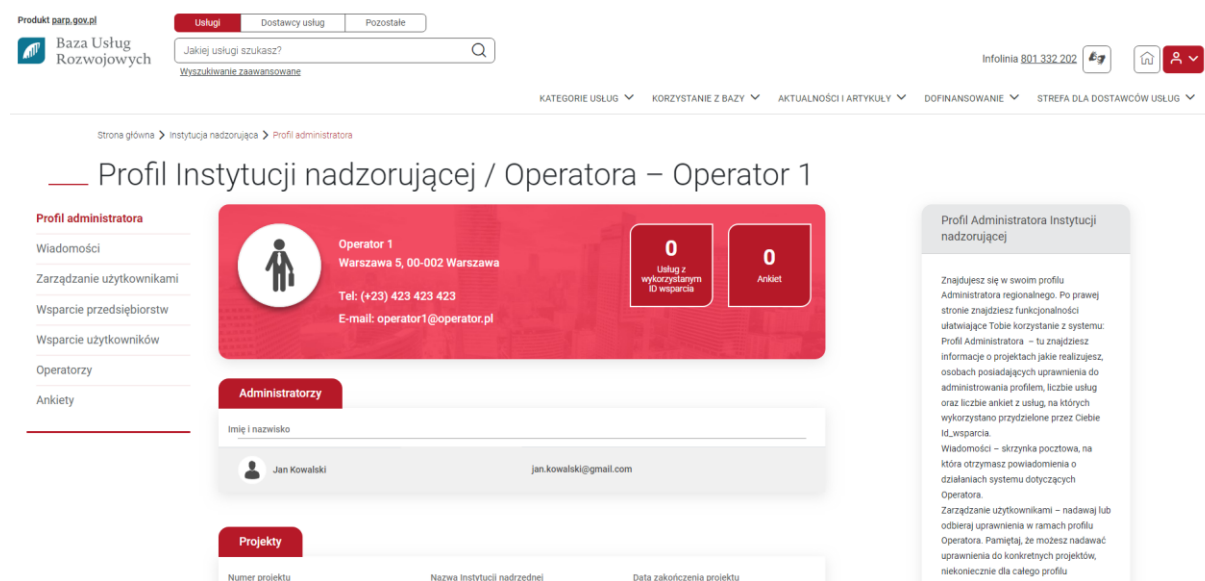 Produkt parp.gov.pl
Baza Usług
Rozwojowych
Usługi
Dostawcy usług
Pozostałe
Jakiej usługi szukasz?
Wyszukiwanie zaawansowane
Infolinia 801 332 202
KATEGORIE USŁUG
KORZYSTANIE Z BAZY
AKTUALNOŚCI I ARTYKUŁY
DOFINANSOWANIE
STREFA DLA DOSTAWCÓW USŁUG
Strona główna > Instytucja nadzorująca > Profil administratora
Profil Instytucji nadzorującej / Operatora – Operator 1
Profil administratora
Wiadomości
Zarządzanie użytkownikami
Wsparcie przedsiębiorstw
Wsparcie użytkowników
Operatorzy
Ankiety
Operator 1
Warszawa 5, 00-002 Warszawa
Tel: (+23) 423 423 423
E-mail: operator1@operator.pl
0
Usług z
wykorzystanym
ID wsparcia
0
Ankiet
Administratorzy
Imię i nazwisko
Jan Kowalski
jan.kowalski@gmail.com
Projekty
Numer projektu
Nazwa Instytucji nadrzędnej
Data zakończenia projektu
Profil Administratora Instytucji
nadzorującej
Znajdujesz się w swoim profilu
Administratora regionalnego. Po prawej
stronie znajdziesz funkcjonalności
ułatwiające Tobie korzystanie z systemu:
Profil Administratora – tu znajdziesz
informacje o projektach jakie realizujesz,
osobach posiadających uprawnienia do
administrowania profilem, liczbie usług
oraz liczbie ankiet z usług, na których
wykorzystano przydzielone przez Ciebie
Id_wsparcia.
Wiadomości – skrzynka pocztowa, na
która otrzymasz powiadomienia o
działaniach systemu dotyczących
Operatora.
Zarządzanie użytkownikami – nadawaj lub
odbieraj uprawnienia w ramach profilu
Operatora. Pamiętaj, że możesz nadawać
uprawnienia do konkretnych projektów,
niekoniecznie dla całego profilu